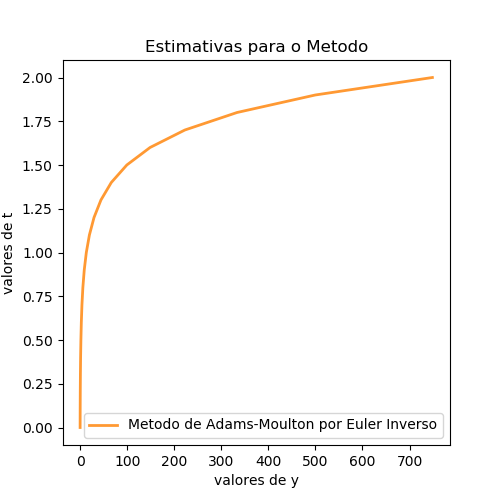 Estimativas para o Metodo
valores de t
2.00
1.75
1.50
1.25
1.00
0.75
0.50
0.25
0.00
Metodo de Adams-Moulton por Euler Inverso
0 100 200 300 400 500 600 700
valores de y